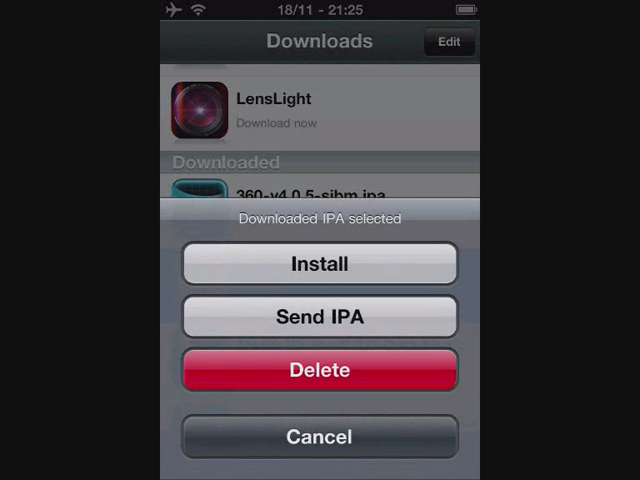 18/11 - 21:25
Downloads
Edit
LensLight
Download now
Downloaded
360-v4.0.5-sibm.ipa
Downloaded IPA selected
Install
Send IPA
Delete
Cancel